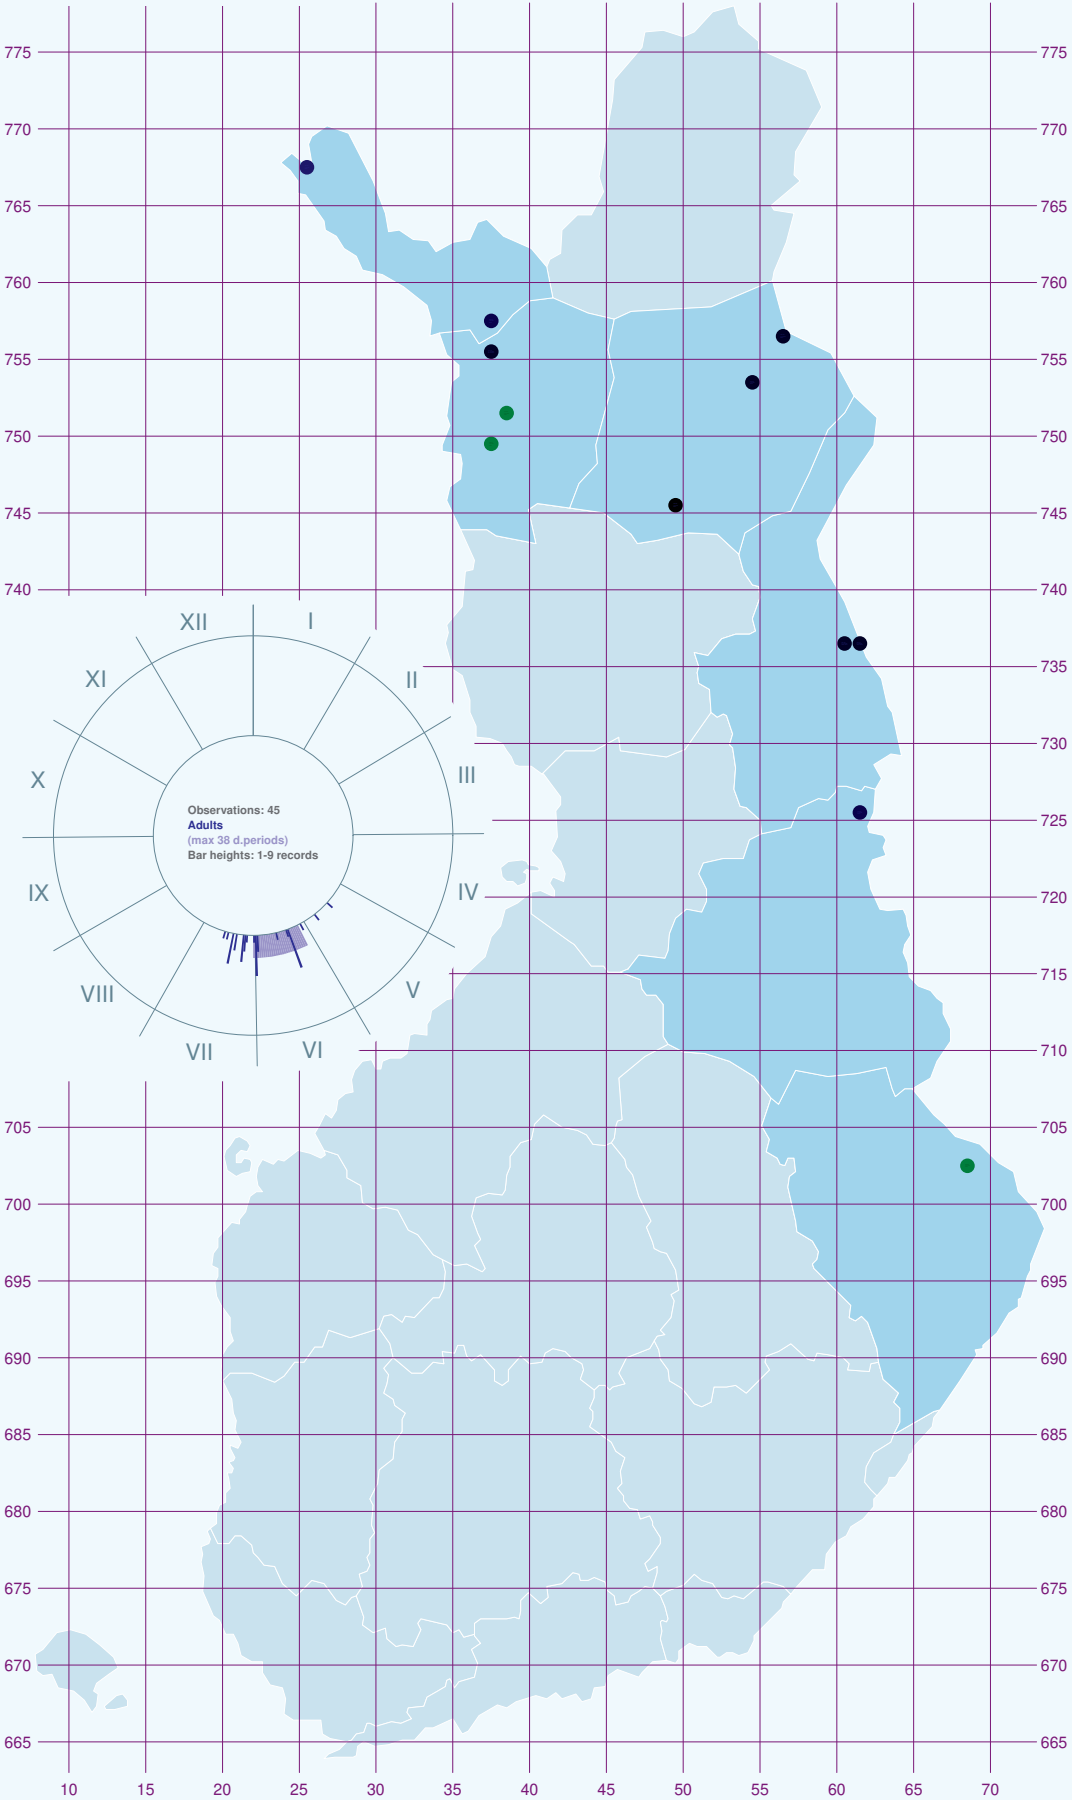 775 775
770 770
765 765
760 760
755 755
750 750
745 745
740 740
XII I
XI II
735
X III
730
Observations: 45
Adults
(max 38 d.periods)
Bar heights: 1-9 records
725
IX IV
720
VIII V
715
VII VI
710
705 705
700 700
695 695
690 690
685 685
680 680
675 675
670 670
665 665
10 15 20 25 30 35 40 45 50 55 60 65 70